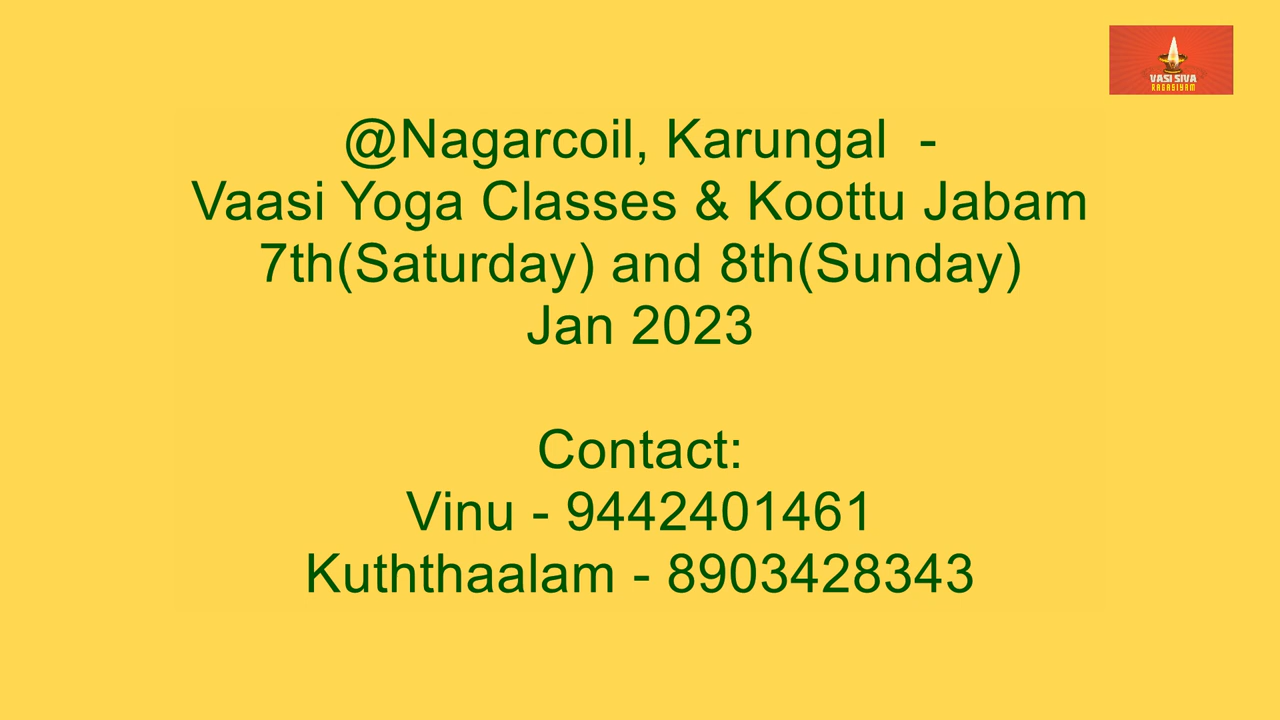 VASI SIVA
RAGASIYAM
@Nagarcoil, Karungal -
Vaasi Yoga Classes & Koottu Jabam
7th(Saturday) and 8th(Sunday)
Jan 2023
Contact:
Vinu - 9442401461
Kuththaalam - 8903428343